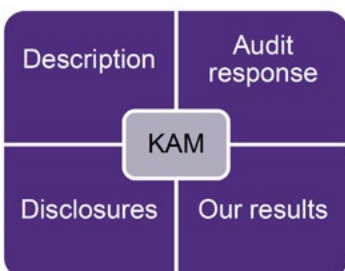 Description
Audit
response
KAM
Disclosures
Our results